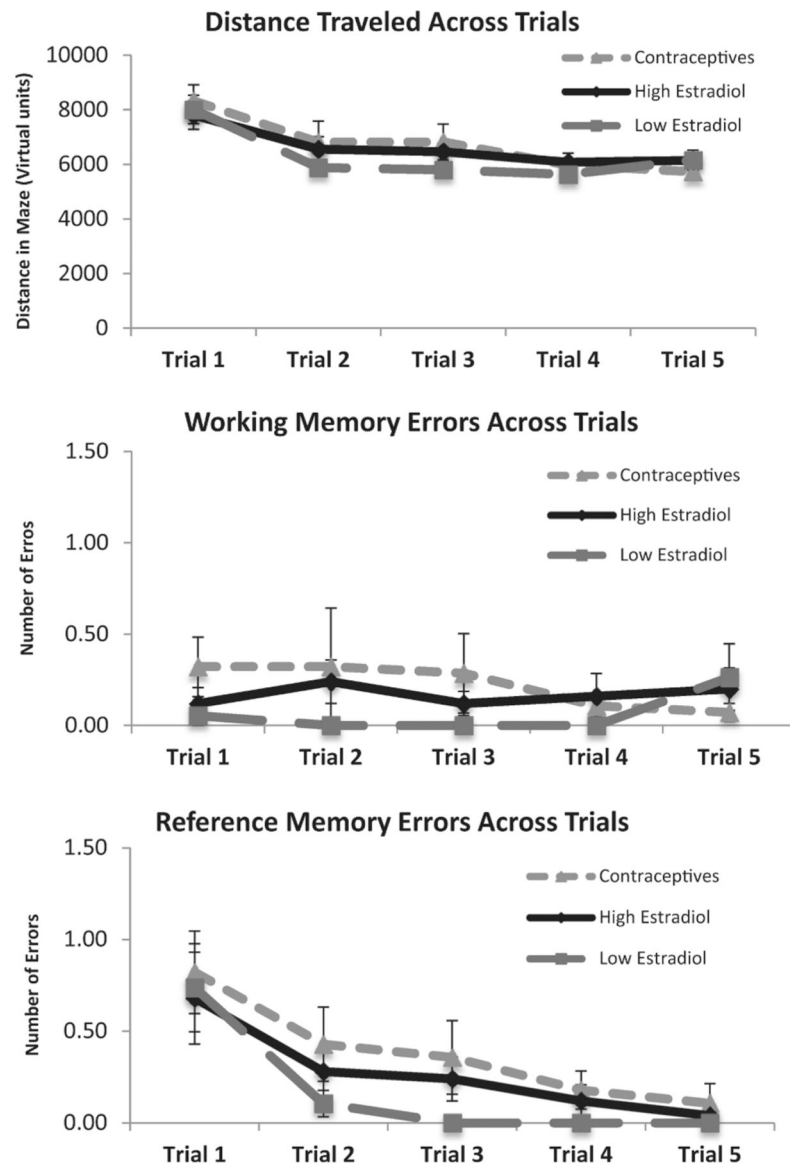 Distance Traveled Across Trials
Distance in Maze (Virtual units)
10000
8000
6000
4000
2000
0
Contraceptives
High Estradiol
Low Estradiol
Trial 1 Trial 2 Trial 3 Trial 4 Trial 5
Working Memory Errors Across Trials
Number of Erros
1.50
1.00
0.50
0.00
Contraceptives
High Estradiol
Low Estradiol
Trial 1 Trial 2 Trial 3 Trial 4 Trial 5
Reference Memory Errors Across Trials
Number of Errors
1.50
1.00
0.50
0.00
Contraceptives
High Estradiol
Low Estradiol
Trial 1 Trial 2 Trial 3 Trial 4 Trial 5